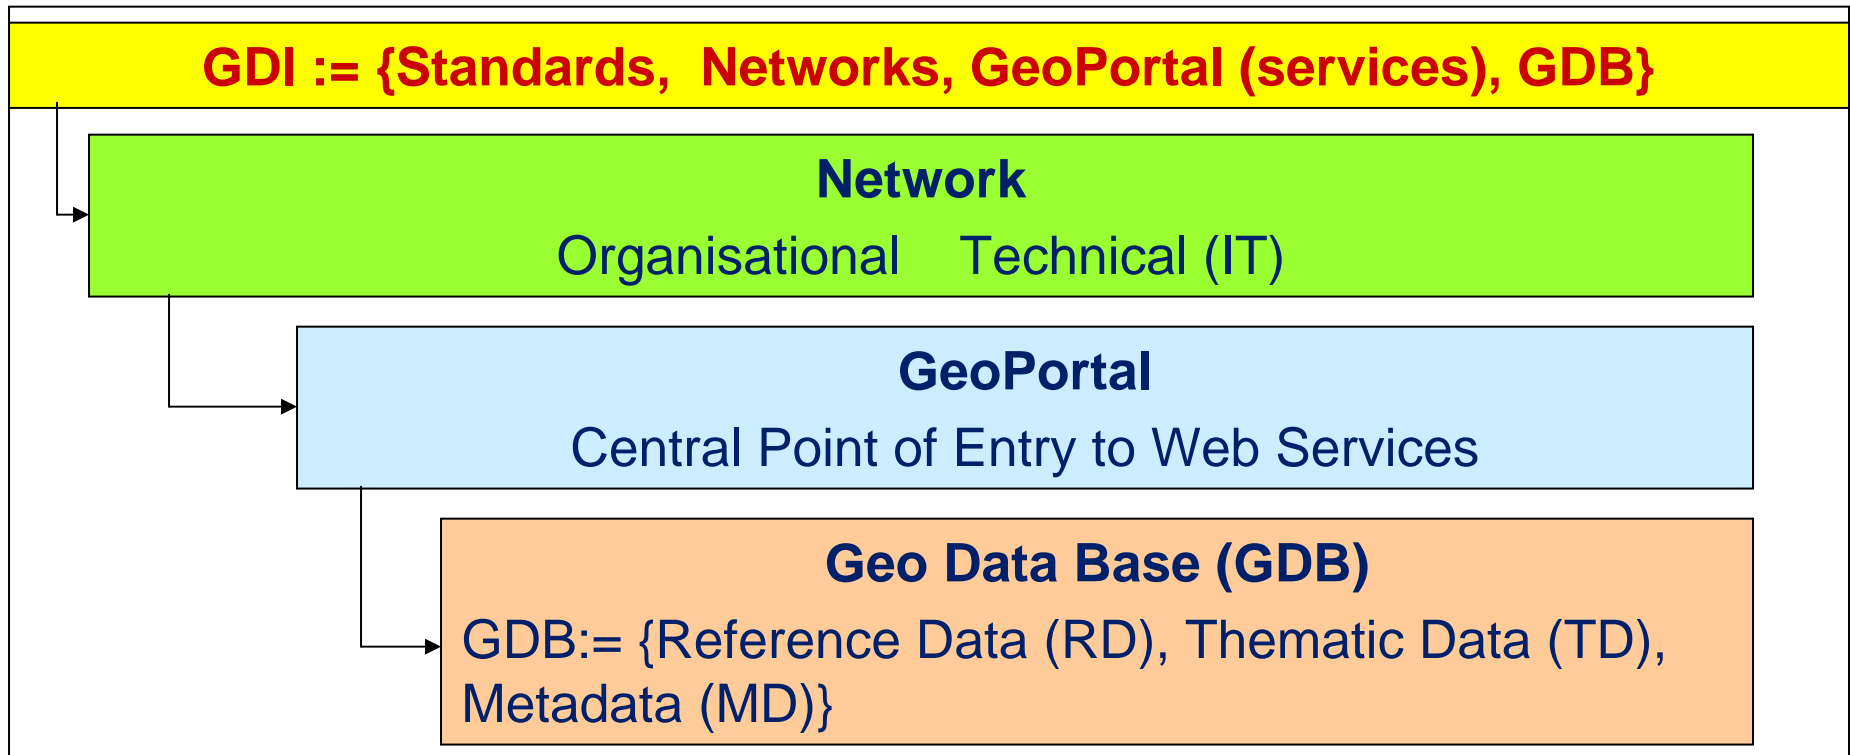 GDI := {Standards,  Networks, GeoPortal (services), GDB}
Network
Organisational    Technical (IT)
GeoPortal
Central Point of Entry to Web Services
Geo Data Base (GDB)
GDB:= {Reference Data (RD), Thematic Data (TD),
Metadata (MD)}